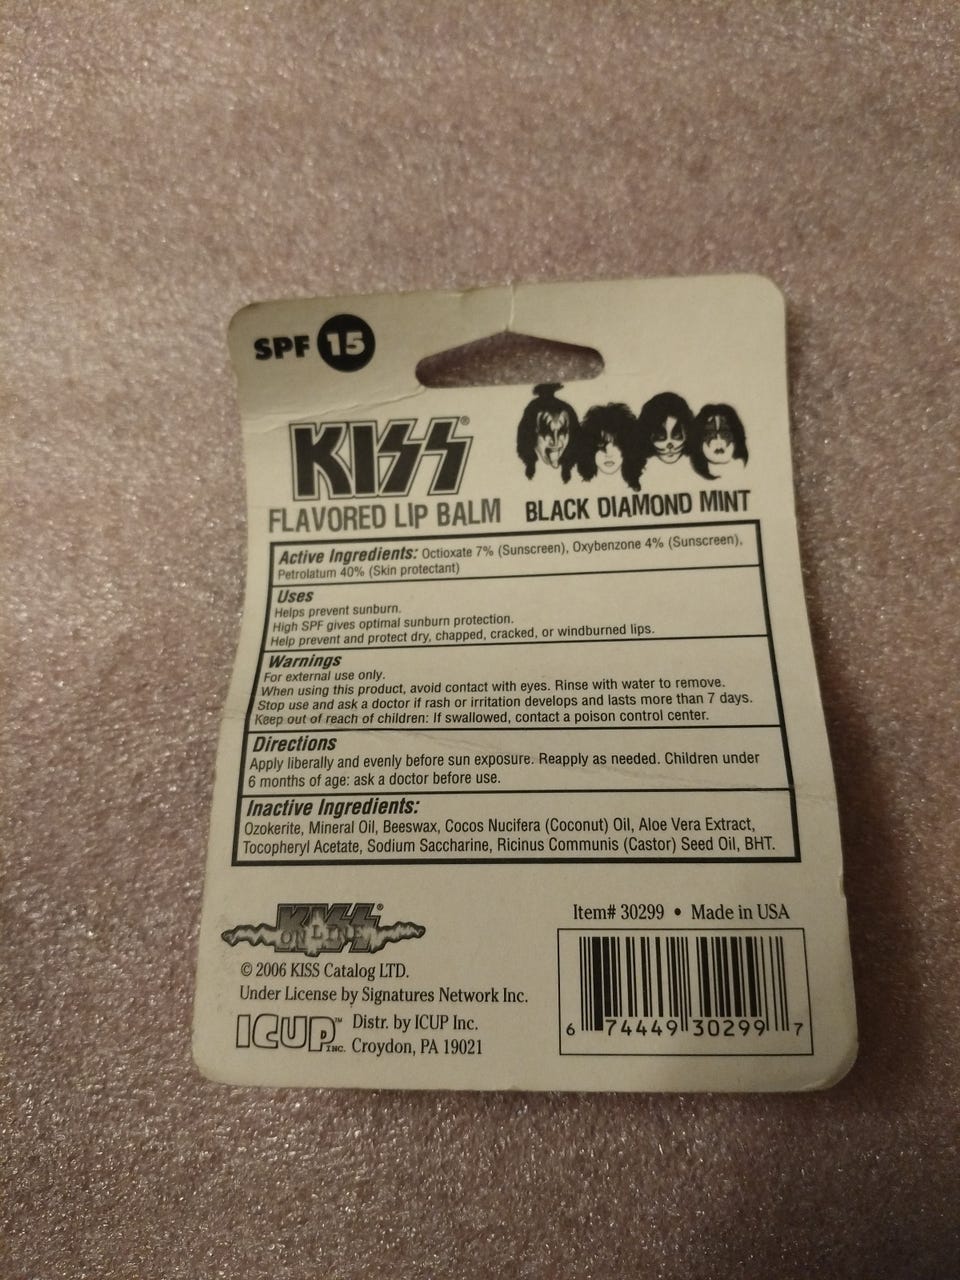 SPF 15
KISS®
FLAVORED LIP BALM BLACK DIAMOND MINT
Active Ingredients: Octioxate 7% (Sunscreen), Oxybenzone 4% (Sunscreen),
Petrolatum 40% (Skin protectant)
Uses
Helps prevent sunburn.
High SPF gives optimal sunburn protection.
Help prevent and protect dry, chapped, cracked, or windburned lips.
Warnings
For external use only.
When using this product, avoid contact with eyes. Rinse with water to remove.
Stop use and ask a doctor if rash or irritation develops and lasts more than 7 days.
Keep out of reach of children: If swallowed, contact a poison control center.
Directions
Apply liberally and evenly before sun exposure. Reapply as needed. Children under
6 months of age: ask a doctor before use.
Inactive Ingredients:
Ozokerite, Mineral Oil, Beeswax, Cocos Nucifera (Coconut) Oil, Aloe Vera Extract,
Tocopheryl Acetate, Sodium Saccharine, Ricinus Communis (Castor) Seed Oil, BHT.
KISS®
ONLINE
© 2006 KISS Catalog LTD.
Under License by Signatures Network Inc.
ICUP™ INC.
Distr. by ICUP Inc.
Croydon, PA 19021
Item# 30299 • Made in USA
6 74449 30299 7